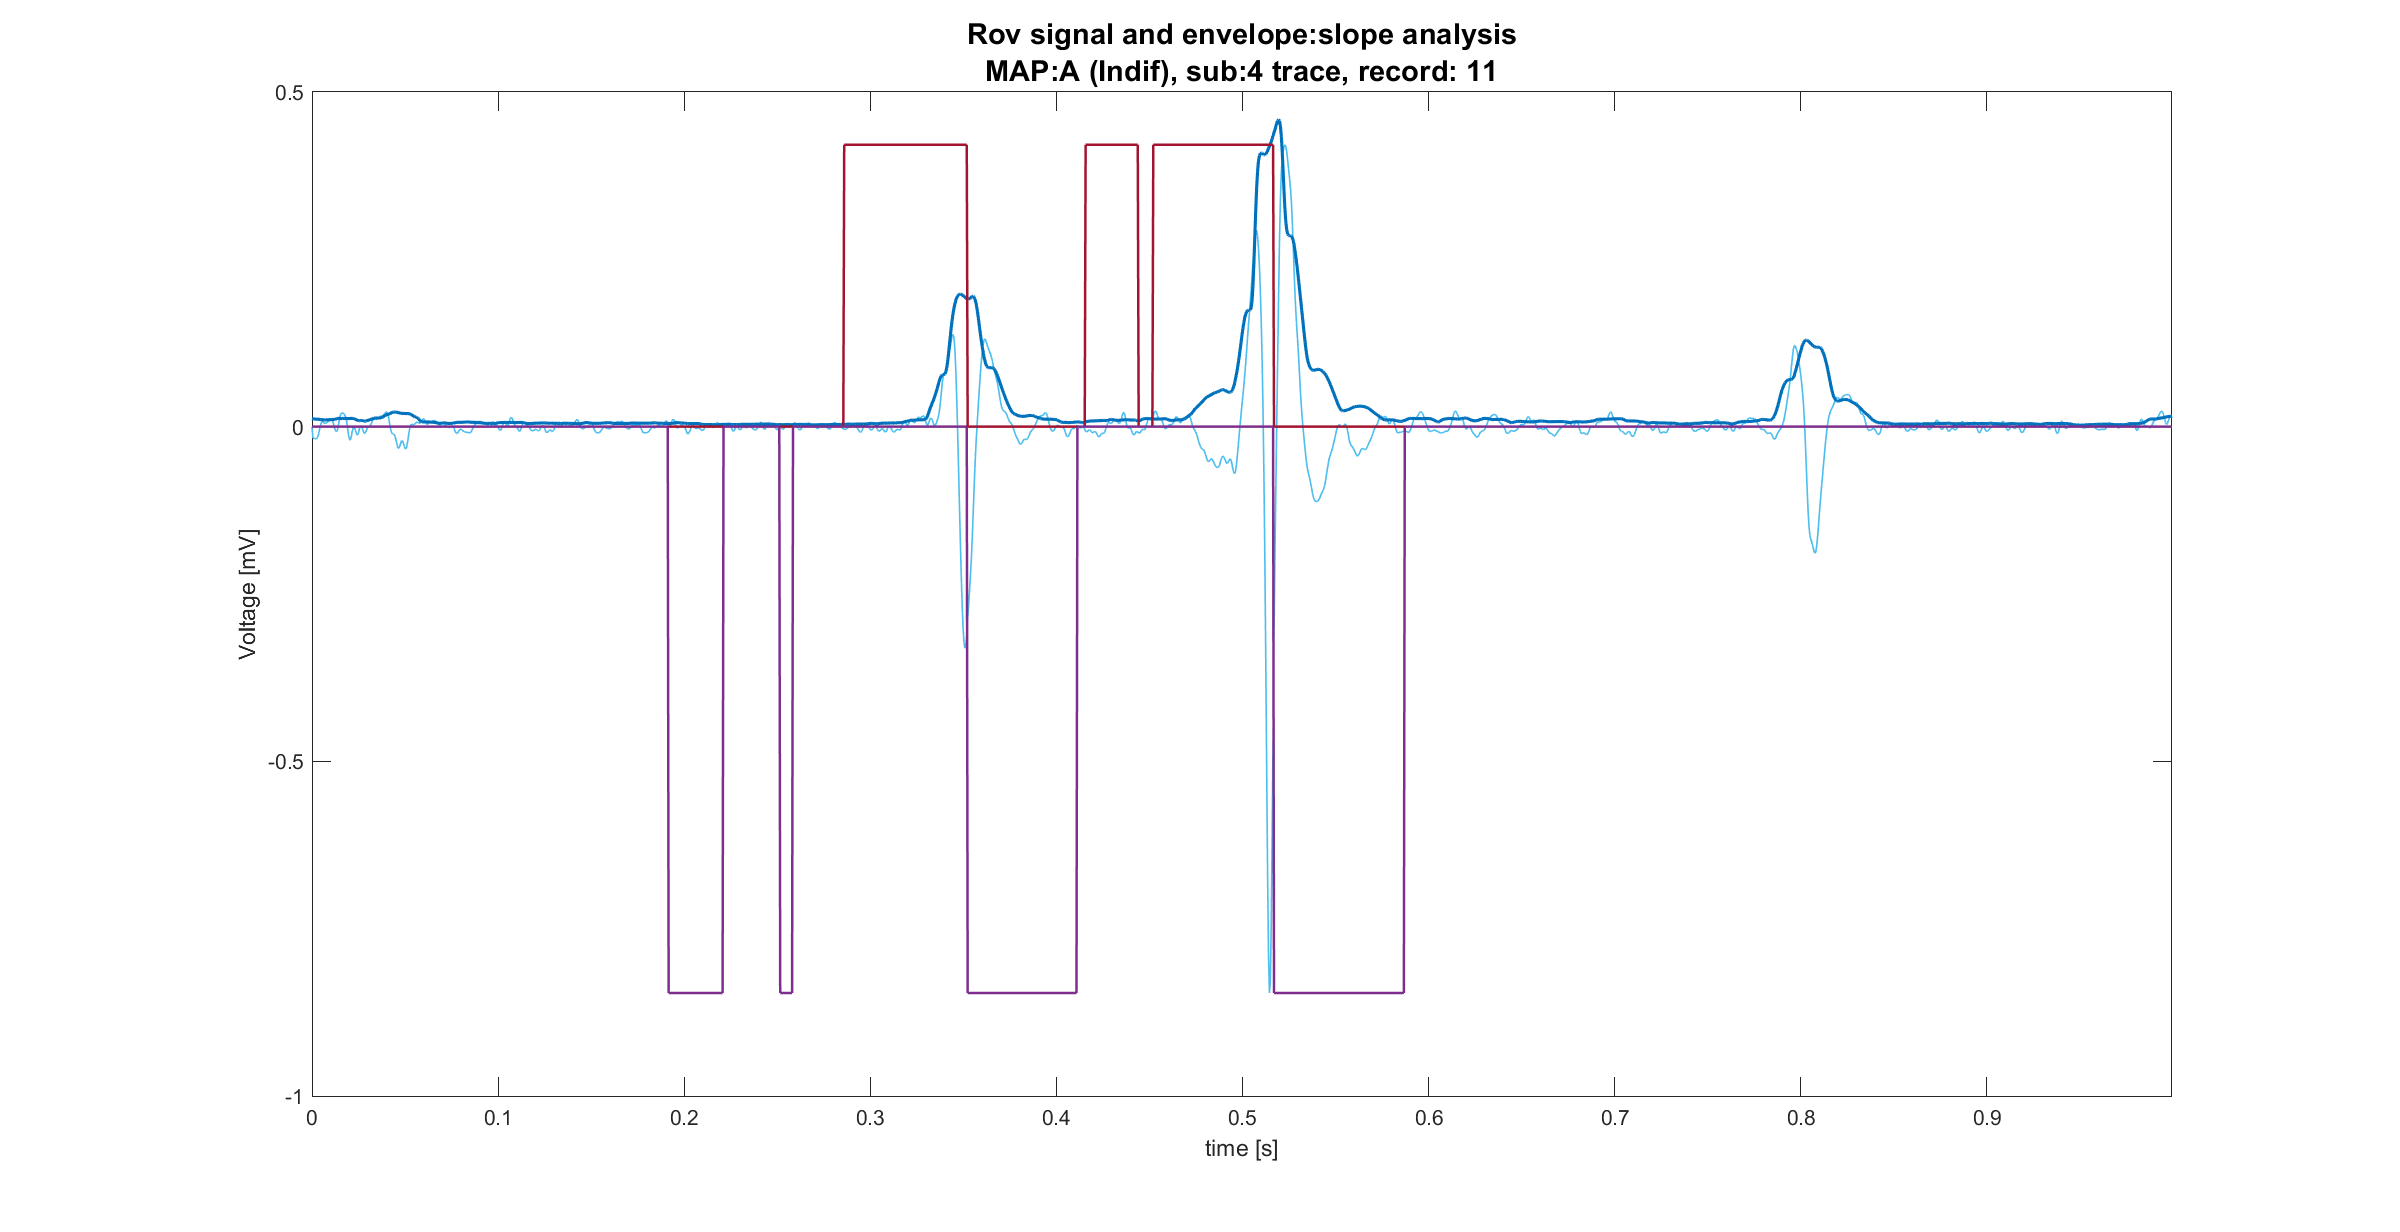 Rov signal and envelope:slope analysis
MAP:A (Indif), sub:4 trace, record: 11
0.5
0
-0.5
-1
Voltage [mV]
0 0.1 0.2 0.3 0.4 0.5 0.6 0.7 0.8 0.9
time [s]